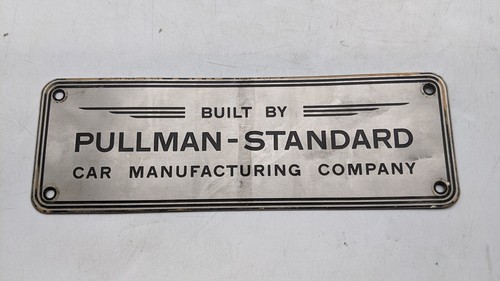 BUILT BY
PULLMAN-STANDARD
CAR MANUFACTURING COMPANY